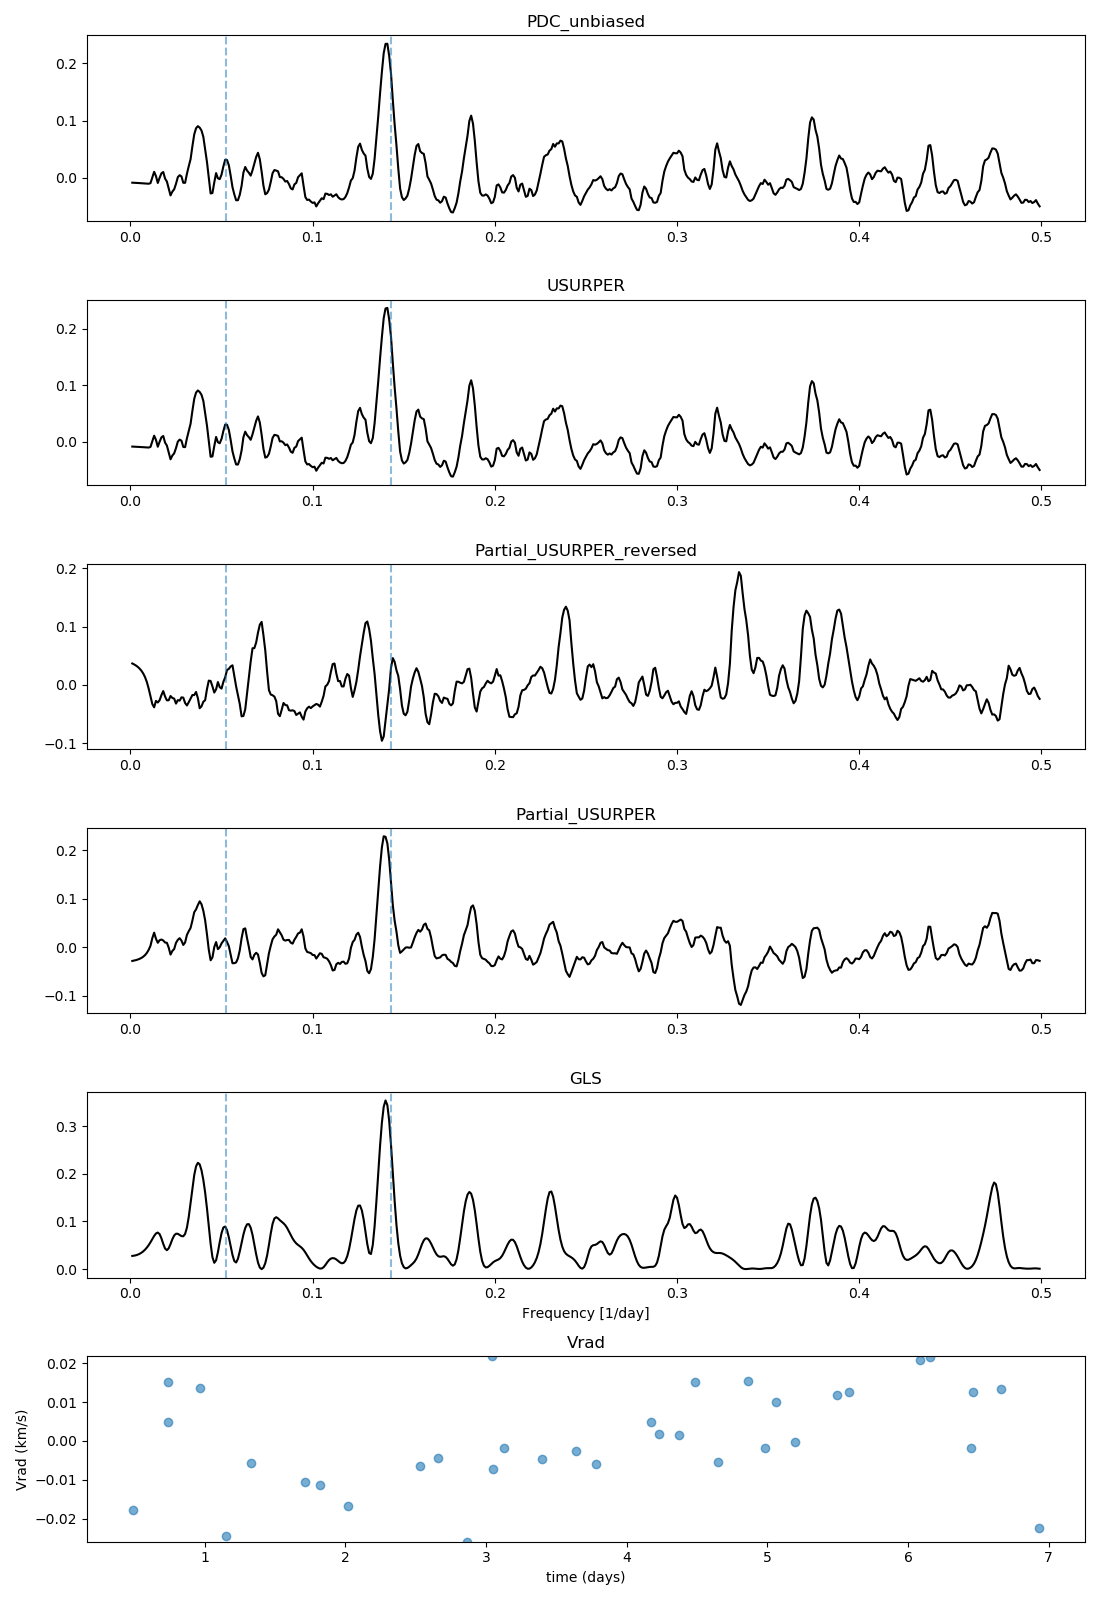 PDC_unbiased
0.2
0.1
0.0
0.0 0.1 0.2 0.3 0.4 0.5
USURPER
0.2
0.1
0.0
0.0 0.1 0.2 0.3 0.4 0.5
Partial_USURPER_reversed
0.2
0.1
0.0
−0.1
0.0 0.1 0.2 0.3 0.4 0.5
Partial_USURPER
0.2
0.1
0.0
−0.1
0.0 0.1 0.2 0.3 0.4 0.5
GLS
0.3
0.2
0.1
0.0
0.0 0.1 0.2 0.3 0.4 0.5
Frequency [1/day]
Vrad
Vrad (km/s)
0.02
0.01
0.00
−0.01
−0.02
1 2 3 4 5 6 7
time (days)